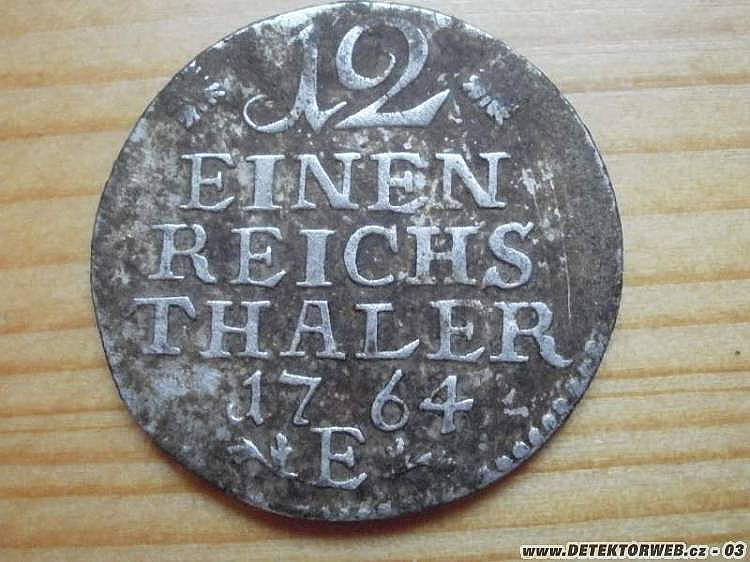 12
EINEN
REICHS
THALER
1764
E
www.DETEKTORWEB.cz - 03